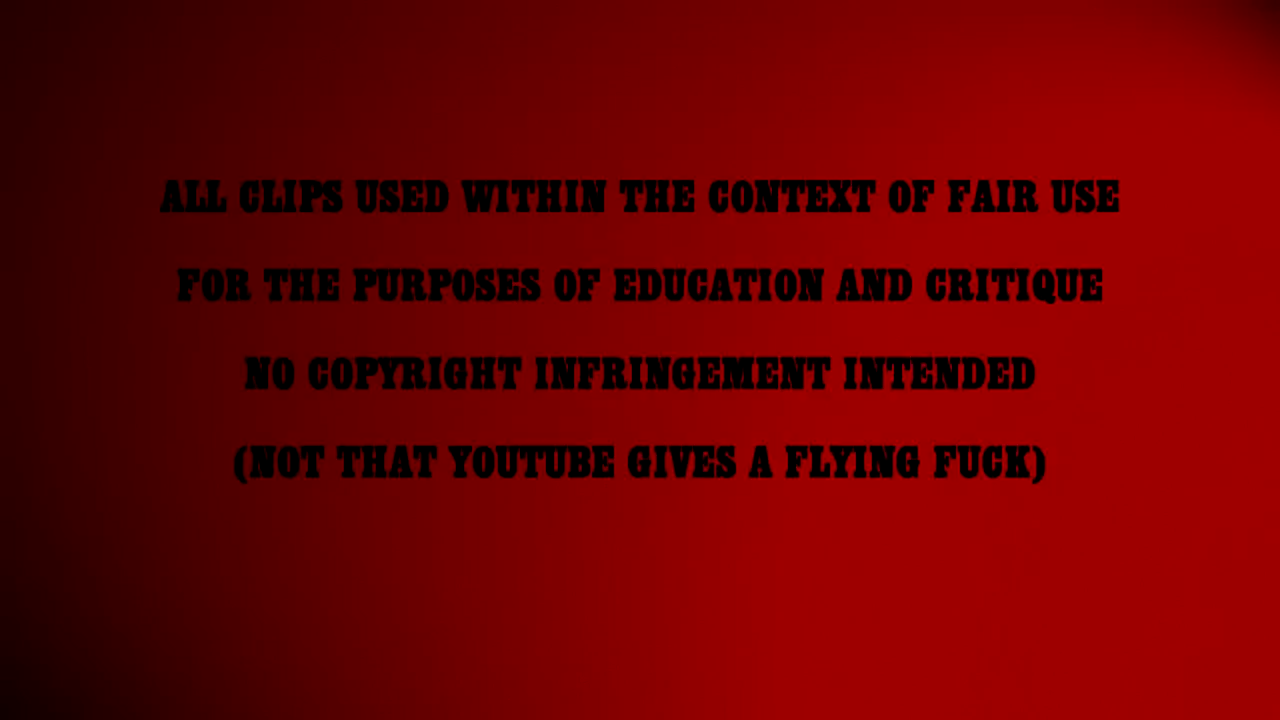 ALL CLIPS USED WITHIN THE CONTEXT OF FAIR USE
FOR THE PURPOSES OF EDUCATION AND CRITIQUE
NO COPYRIGHT INFRINGEMENT INTENDED
(NOT THAT YOUTUBE GIVES A FLYING FUCK)